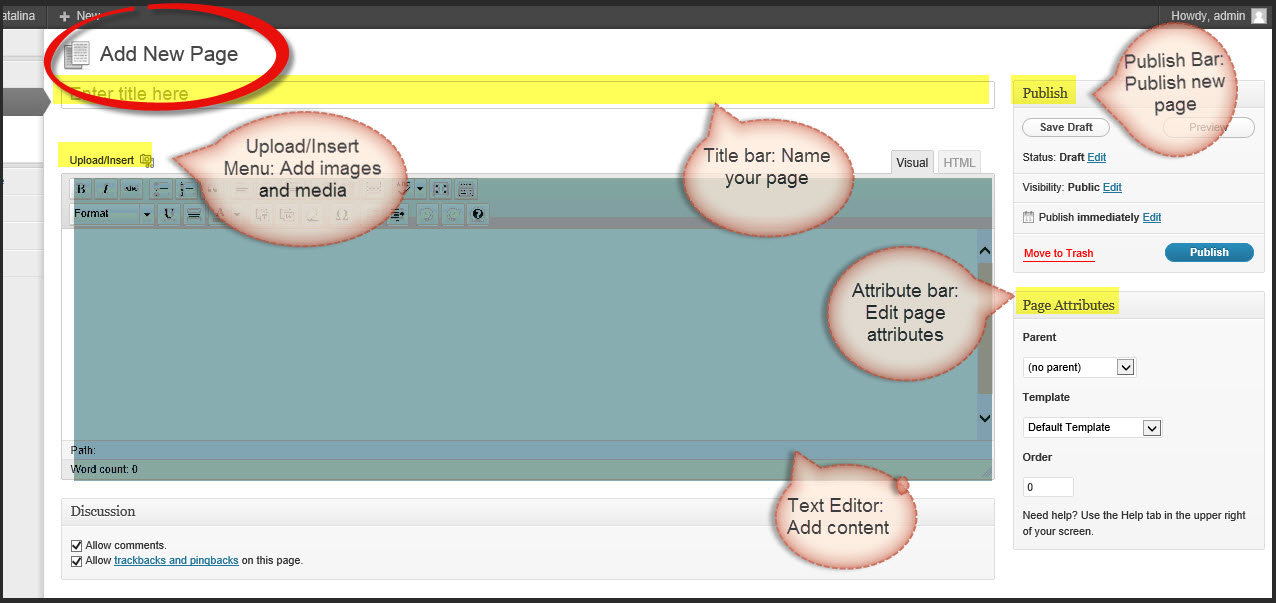 atalina
New
Howdy, admin
Add New Page
Enter title here
Publish Bar:
Publish new
page
Publish
Save Draft
Preview
Status: Draft Edit
Visibility: Public Edit
Publish immediately Edit
Move to Trash
Publish
Upload/Insert
Upload/Insert
Menu: Add images
and media
Title bar: Name
your page
Visual
HTML
B I ABC
Format
U
Attribute bar:
Edit page
attributes
Page Attributes
Parent
(no parent)
Template
Default Template
Order
0
Need help? Use the Help tab in the upper right
of your screen.
Path:
Word count: 0
Text Editor:
Add content
Discussion
Allow comments.
Allow trackbacks and pingbacks on this page.